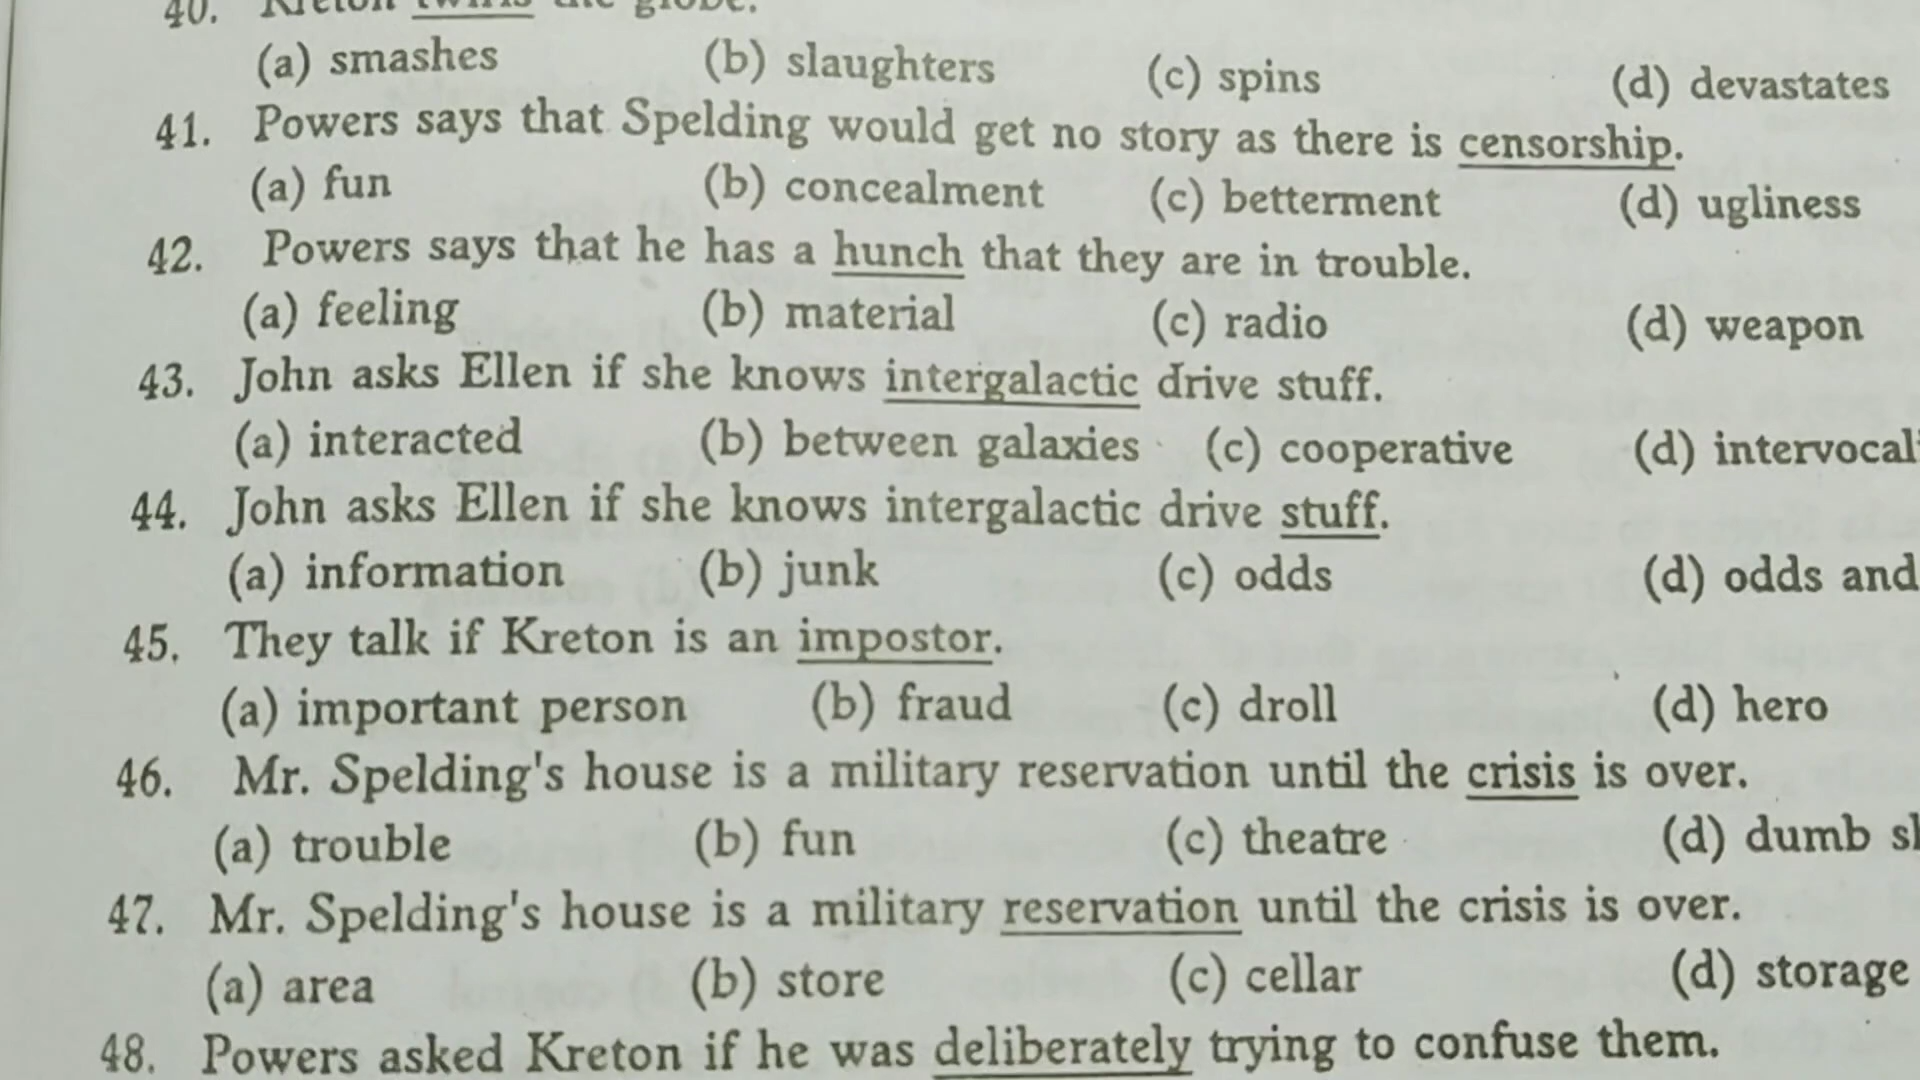 40. Kreton twirls the globe.
(a) smashes (b) slaughters (c) spins (d) devastates
41. Powers says that Spelding would get no story as there is censorship.
(a) fun (b) concealment (c) betterment (d) ugliness
42. Powers says that he has a hunch that they are in trouble.
(a) feeling (b) material (c) radio (d) weapon
43. John asks Ellen if she knows intergalactic drive stuff.
(a) interacted (b) between galaxies (c) cooperative (d)
44. John asks Ellen if she knows intergalactic drive stuff.
(a) information (b) junk (c) odds (d) odds and
45. They talk if Kreton is an impostor.
(a) important person (b) fraud (c) droll (d) hero
46. Mr. Spelding's house is a military reservation until the crisis is over.
(a) trouble (b) fun (c) theatre (d) dumb
47. Mr. Spelding's house is a military reservation until the crisis is over.
(a) area (b) store (c) cellar (d) storage
48. Powers asked Kreton if he was deliberately trying to confuse them.